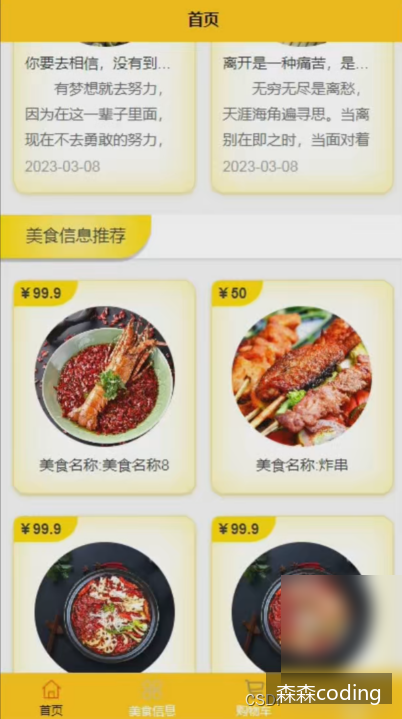 首页
你要去相信，没有到…
离开是一种痛苦，是…
有梦想就去努力，
因为在这一辈子里面，
现在不去勇敢的努力，
无穷无尽是离愁，
天涯海角遍寻思。当离
别在即之时，当面对着
2023-03-08
2023-03-08
美食信息推荐
￥99.9
￥50
美食名称:美食名称8
美食名称:炸串
￥99.9
￥99.9
首页
美食信息
购物车
森森coding